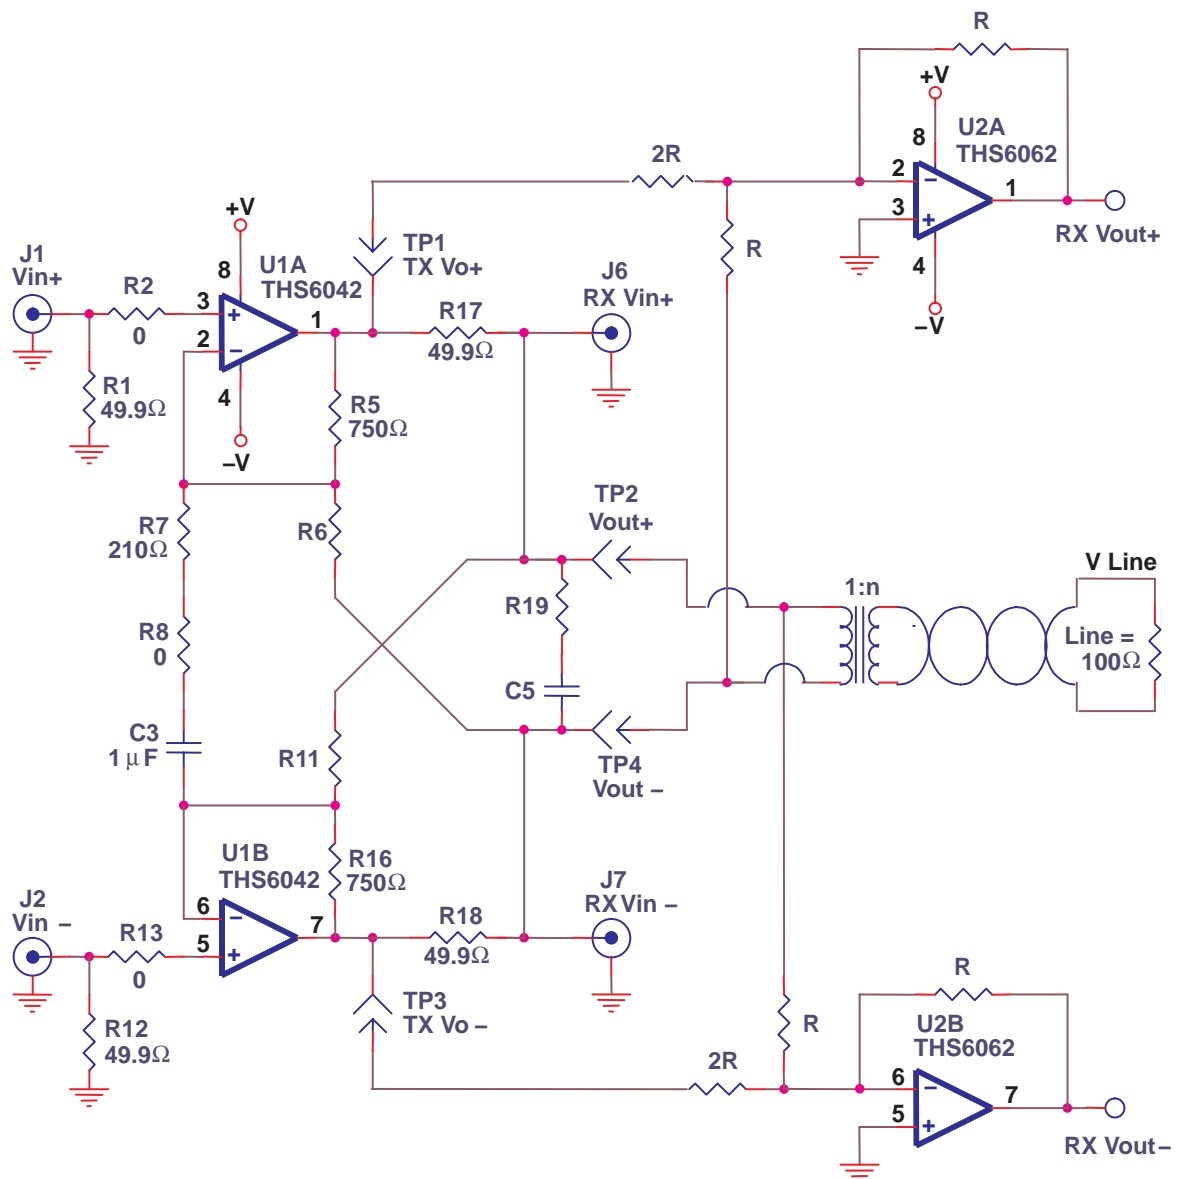 R
+V
8
U2A
THS6062
2R
2
−
1
3
+
RX Vout+
4
−V
R
+V
J1
Vin+
8
U1A
THS6042
TP1
TX Vo+
J6
RX Vin+
R2
0
3
+
1
2
−
R17
49.9Ω
4
−V
R1
49.9Ω
R5
750Ω
TP2
Vout+
R7
210Ω
R6
V Line
1:n
R19
R8
0
Line =
100Ω
C5
C3
1 µF
R11
TP4
Vout −
U1B
THS6042
R16
750Ω
J2
Vin −
6
−
7
5
+
R13
0
R18
49.9Ω
J7
RX Vin −
R12
49.9Ω
TP3
TX Vo −
R
R
U2B
THS6062
2R
6
−
7
5
+
RX Vout −